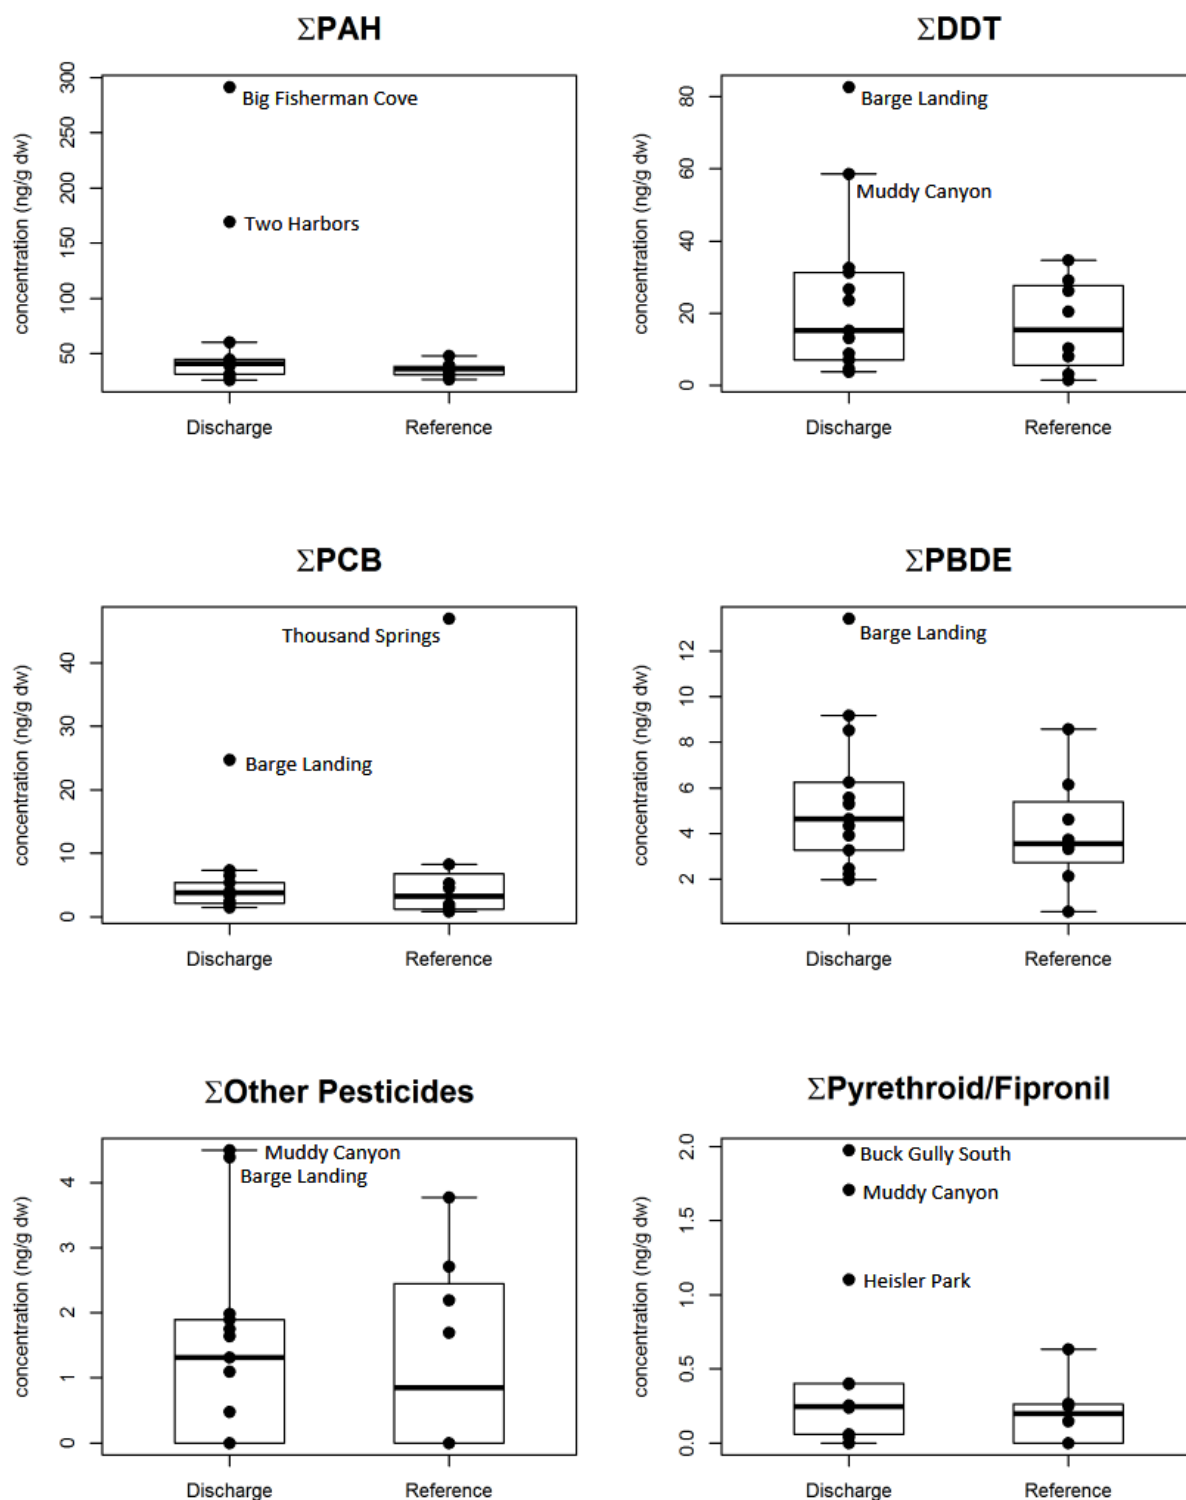 ΣPAH
concentration (ng/g dw)
300
250
200
150
100
50
Big Fisherman Cove
Two Harbors
Discharge
Reference
ΣDDT
concentration (ng/g dw)
80
60
40
20
0
Barge Landing
Muddy Canyon
Discharge
Reference
ΣPCB
concentration (ng/g dw)
40
30
20
10
0
Thousand Springs
Barge Landing
Discharge
Reference
ΣPBDE
concentration (ng/g dw)
12
10
8
6
4
2
Barge Landing
Discharge
Reference
ΣOther Pesticides
concentration (ng/g dw)
4
3
2
1
0
Muddy Canyon
Barge Landing
Discharge
Reference
ΣPyrethroid/Fipronil
concentration (ng/g dw)
2.0
1.5
1.0
0.5
0.0
Buck Gully South
Muddy Canyon
Heisler Park
Discharge
Reference